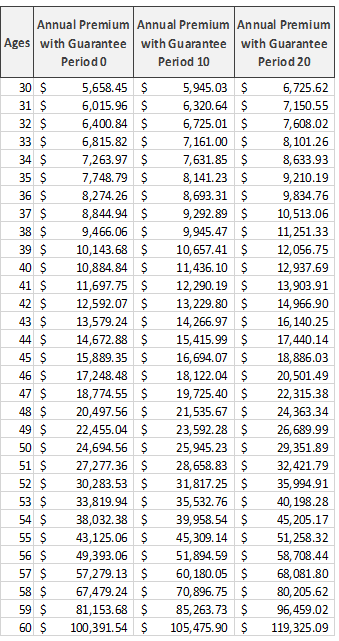 Ages Annual Premium with Guarantee Period 0 Annual Premium with Guarantee Period 10 Annual Premium with Guarantee Period 20
30 $ 5,658.45 $ 5,945.03 $ 6,725.62
31 $ 6,015.96 $ 6,320.64 $ 7,150.55
32 $ 6,400.84 $ 6,725.01 $ 7,608.02
33 $ 6,815.82 $ 7,161.00 $ 8,101.26
34 $ 7,263.97 $ 7,631.85 $ 8,633.93
35 $ 7,748.79 $ 8,141.23 $ 9,210.19
36 $ 8,274.26 $ 8,693.31 $ 9,834.76
37 $ 8,844.94 $ 9,292.89 $ 10,513.06
38 $ 9,466.06 $ 9,945.47 $ 11,251.33
39 $ 10,143.68 $ 10,657.41 $ 12,056.75
40 $ 10,884.84 $ 11,436.10 $ 12,937.69
41 $ 11,697.75 $ 12,290.19 $ 13,903.91
42 $ 12,592.07 $ 13,229.80 $ 14,966.90
43 $ 13,579.24 $ 14,266.97 $ 16,140.25
44 $ 14,672.88 $ 15,415.99 $ 17,440.14
45 $ 15,889.35 $ 16,694.07 $ 18,886.03
46 $ 17,248.48 $ 18,122.04 $ 20,501.49
47 $ 18,774.55 $ 19,725.40 $ 22,315.38
48 $ 20,497.56 $ 21,535.67 $ 24,363.34
49 $ 22,455.04 $ 23,592.28 $ 26,689.99
50 $ 24,694.56 $ 25,945.23 $ 29,351.89
51 $ 27,277.36 $ 28,658.83 $ 32,421.79
52 $ 30,283.53 $ 31,817.25 $ 35,994.91
53 $ 33,819.94 $ 35,532.76 $ 40,198.28
54 $ 38,032.38 $ 39,958.54 $ 45,205.17
55 $ 43,125.06 $ 45,309.14 $ 51,258.32
56 $ 49,393.06 $ 51,894.59 $ 58,708.44
57 $ 57,279.13 $ 60,180.05 $ 68,081.80
58 $ 67,479.24 $ 70,896.75 $ 80,205.62
59 $ 81,153.68 $ 85,263.73 $ 96,459.02
60 $ 100,391.54 $ 105,475.90 $ 119,325.09